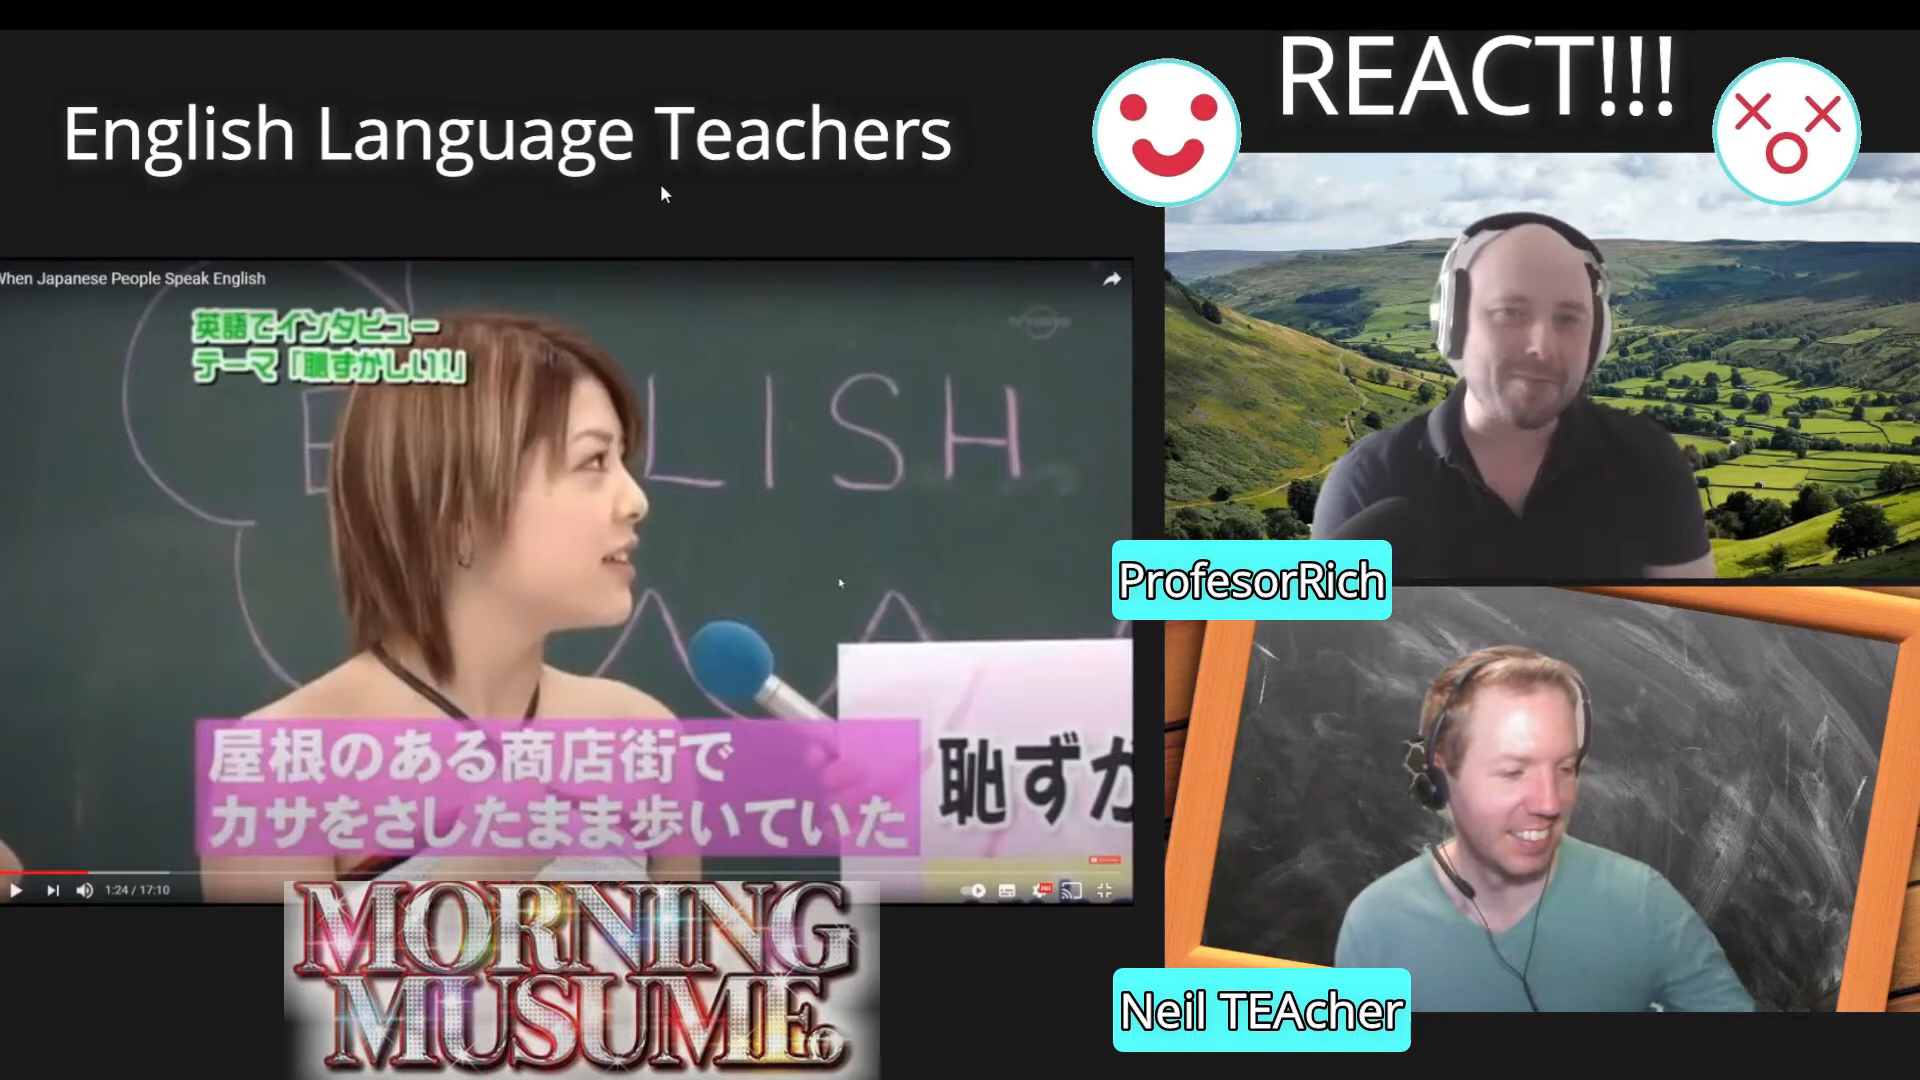 REACT!!!
English Language Teachers
When Japanese People Speak English
英語でインタビュー
テーマ「恥ずかしい!」
LISH
屋根のある商店街で
カサをさしたまま歩いていた
恥ずか
1:24 / 17:10
MORNING
MUSUME。
ProfesorRich
Neil TEAcher